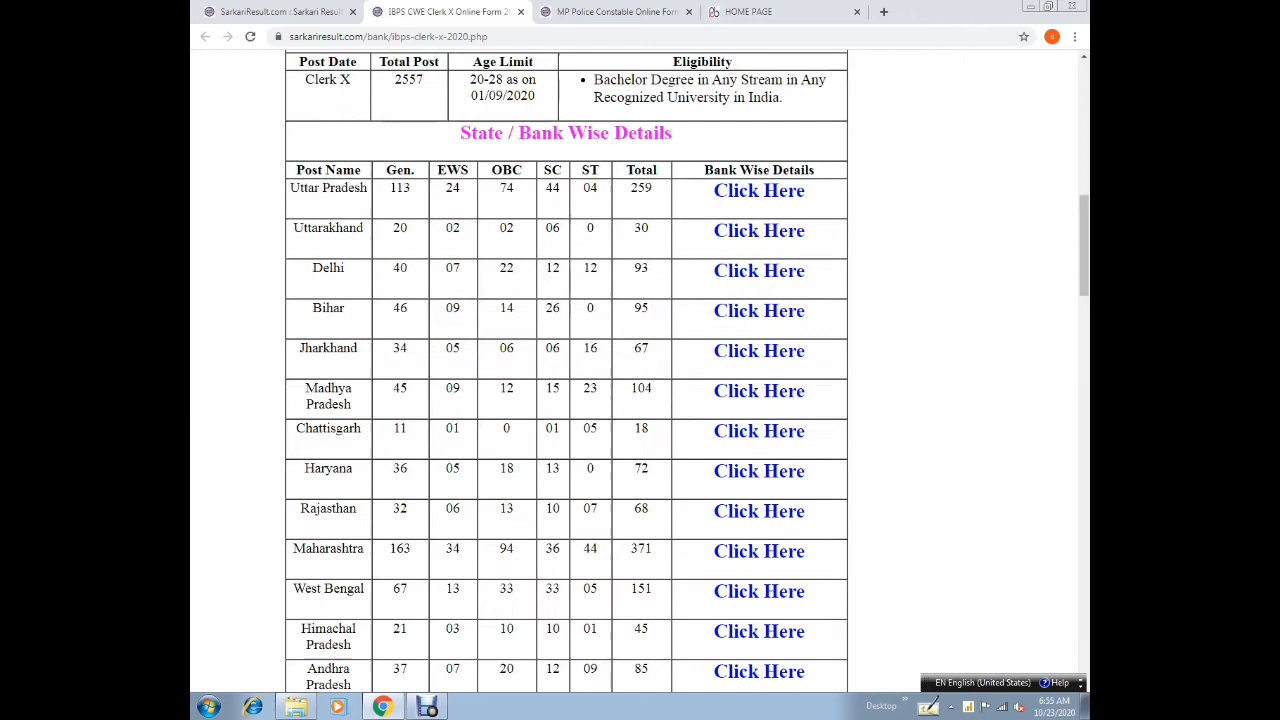 SarkariResult.com : Sarkari Result
IBPS CWE Clerk X Online Form 20
MP Police Constable Online Form
HOME PAGE
sarkariresult.com/bank/ibps-clerk-x-2020.php
8
Post Date Total Post Age Limit Eligibility
Clerk X 2557 20-28 as on 01/09/2020 • Bachelor Degree in Any Stream in Any
Recognized University in India.
State / Bank Wise Details
Post Name Gen. EWS OBC SC ST Total Bank Wise Details
Uttar Pradesh 113 24 74 44 04 259 Click Here
Uttarakhand 20 02 02 06 0 30 Click Here
Delhi 40 07 22 12 12 93 Click Here
Bihar 46 09 14 26 0 95 Click Here
Jharkhand 34 05 06 06 16 67 Click Here
Madhya Pradesh 45 09 12 15 23 104 Click Here
Chattisgarh 11 01 0 01 05 18 Click Here
Haryana 36 05 18 13 0 72 Click Here
Rajasthan 32 06 13 10 07 68 Click Here
Maharashtra 163 34 94 36 44 371 Click Here
West Bengal 67 13 33 33 05 151 Click Here
Himachal Pradesh 21 03 10 10 01 45 Click Here
Andhra Pradesh 37 07 20 12 09 85 Click Here
EN English (United States) Help
Desktop
6:55 AM
10/23/2020